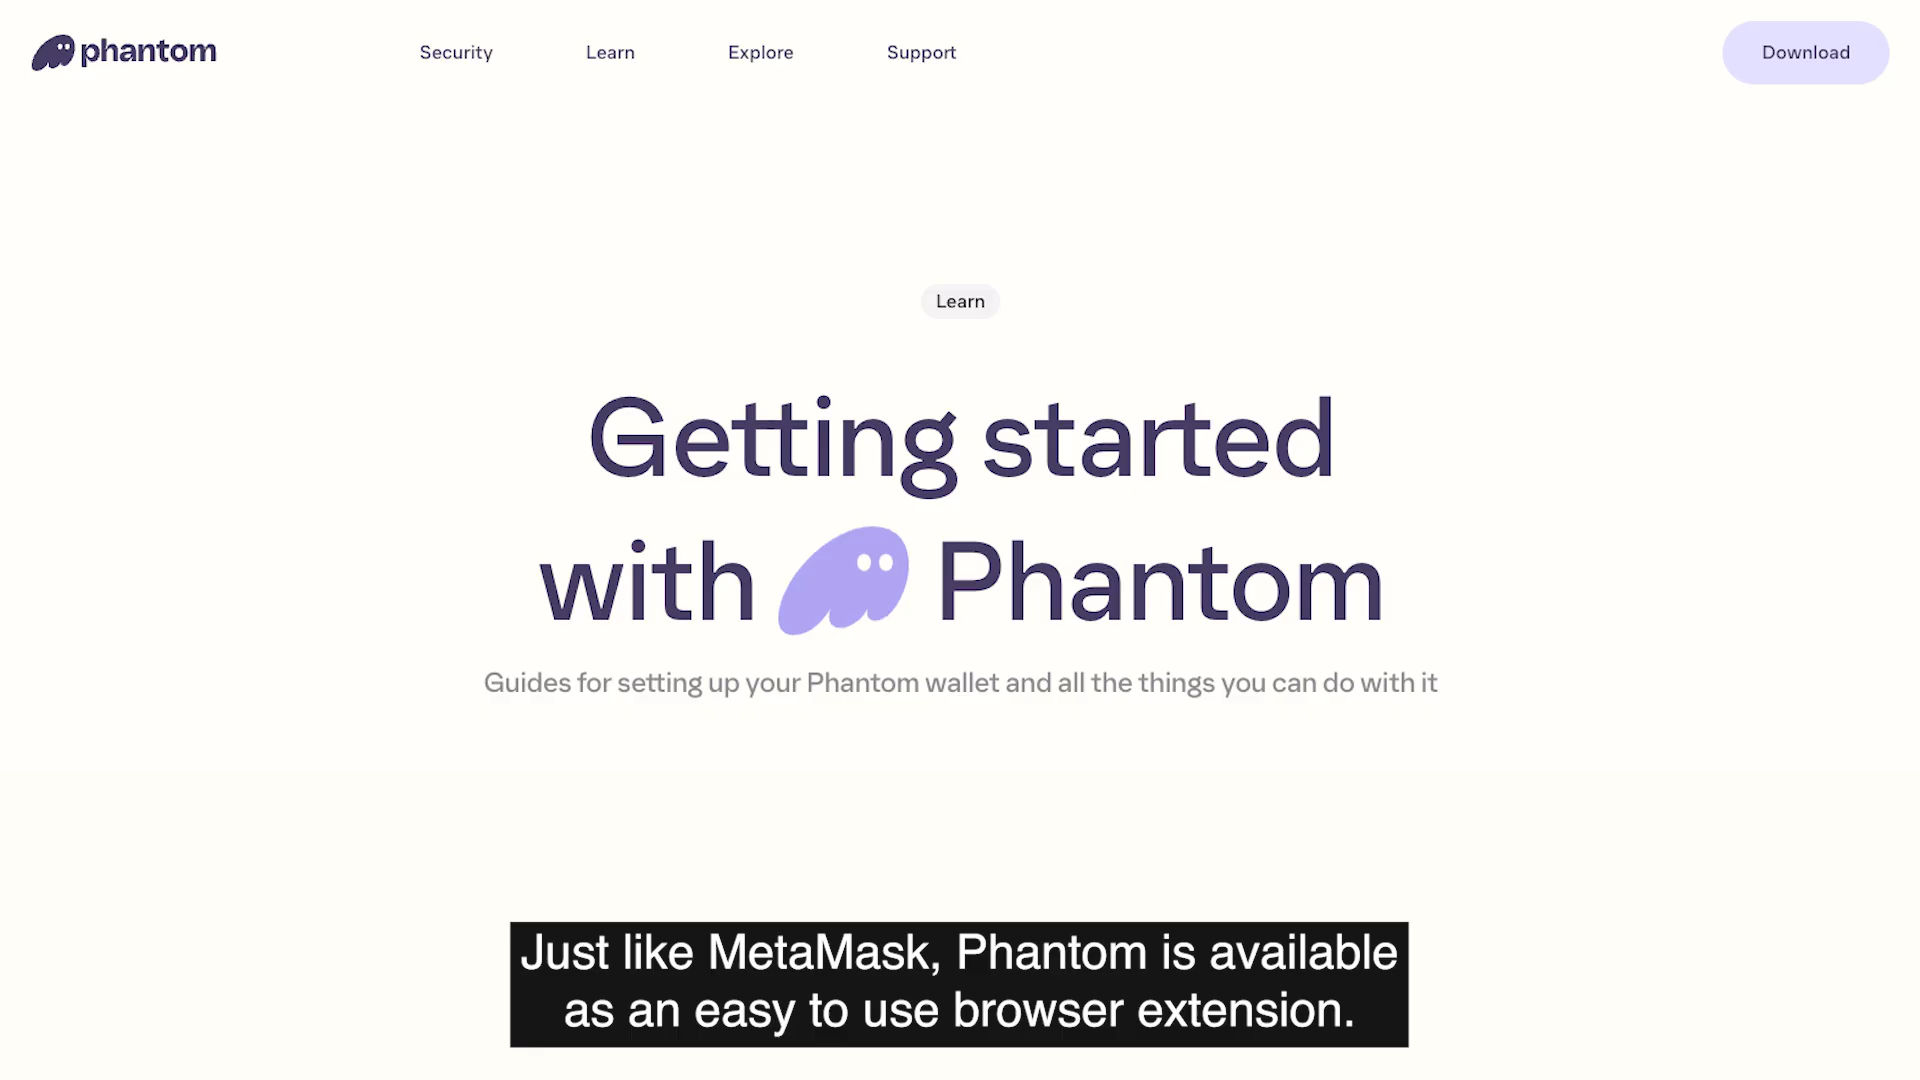 phantom
Security
Learn
Explore
Support
Download
Learn
Getting started
with Phantom
Guides for setting up your Phantom wallet and all the things you can do with it
Just like MetaMask, Phantom is available
as an easy to use browser extension.